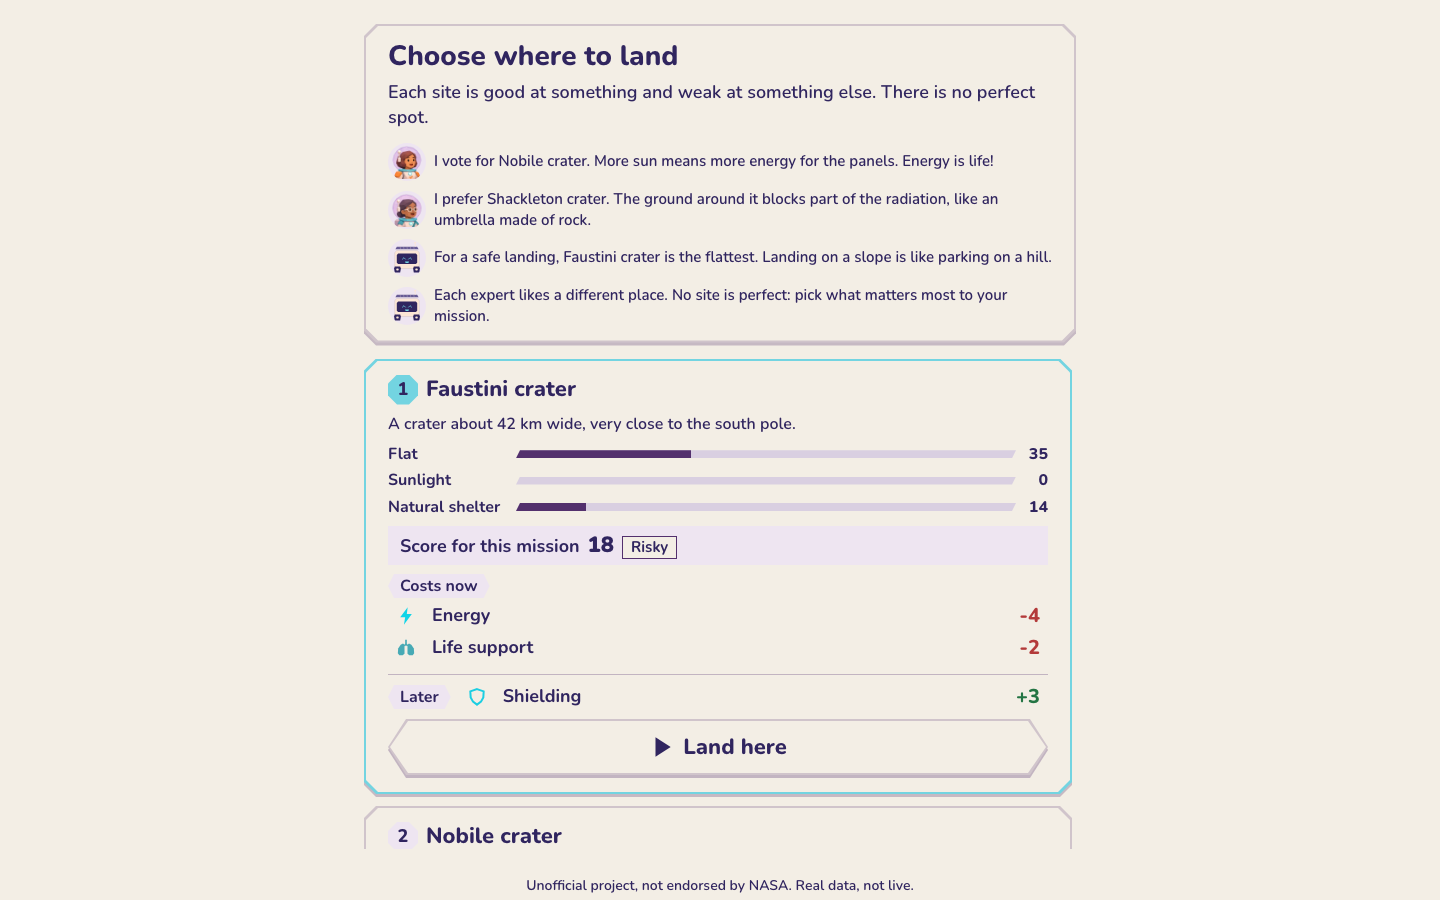 Choose where to land
Each site is good at something and weak at something else. There is no perfect
spot.
I vote for Nobile crater. More sun means more energy for the panels. Energy is life!
I prefer Shackleton crater. The ground around it blocks part of the radiation, like an
umbrella made of rock.
For a safe landing, Faustini crater is the flattest. Landing on a slope is like parking on a hill.
Each expert likes a different place. No site is perfect: pick what matters most to your
mission.
1 Faustini crater
A crater about 42 km wide, very close to the south pole.
Flat 35
Sunlight 0
Natural shelter 14
Score for this mission 18 Risky
Costs now
Energy -4
Life support -2
Later Shielding +3
Land here
2 Nobile crater
Unofficial project, not endorsed by NASA. Real data, not live.